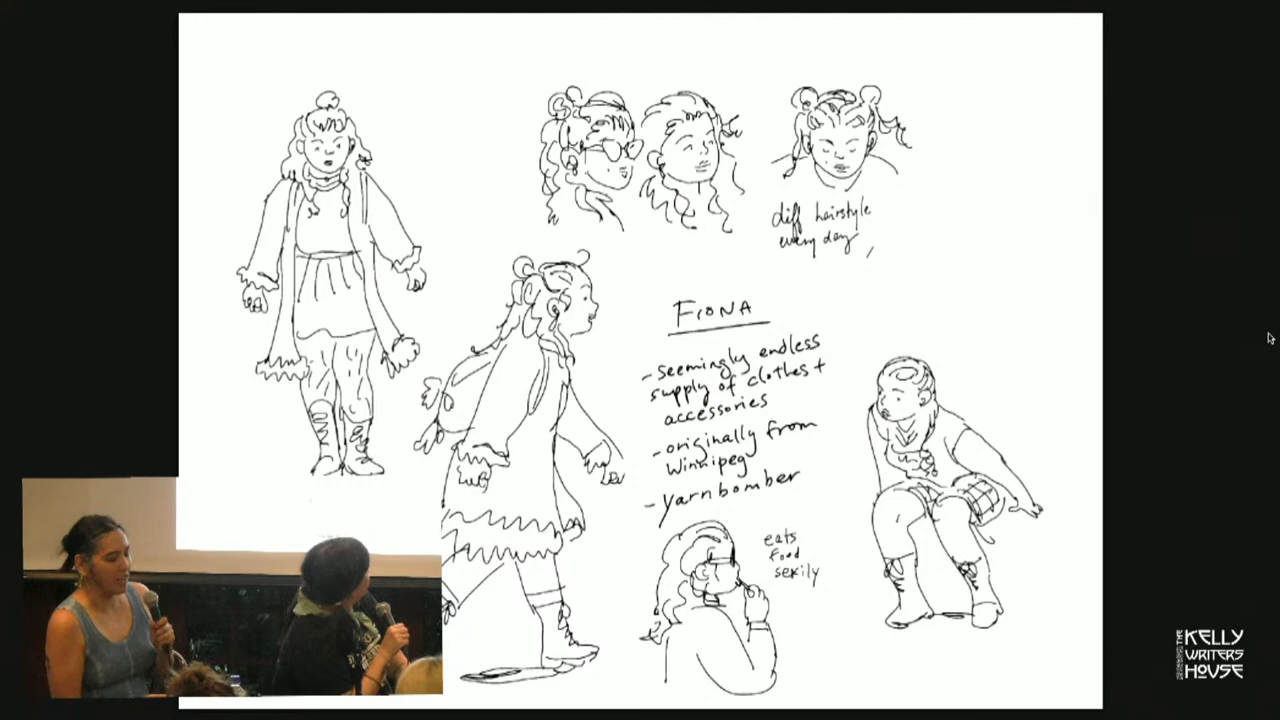 diff hairstyle
every day
FIONA
- seemingly endless
supply of clothes +
accessories
- originally from
Winnipeg
- yarnbomber
eats
food
sexily
THE
KELLY
WRITERS
HOUSE